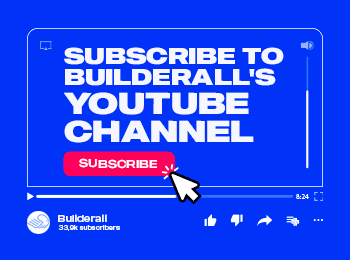 SUBSCRIBE TO
BUILDERALL'S
YOUTUBE
CHANNEL
SUBSCRIBE
8:24
Builderall
33,9k subscribers